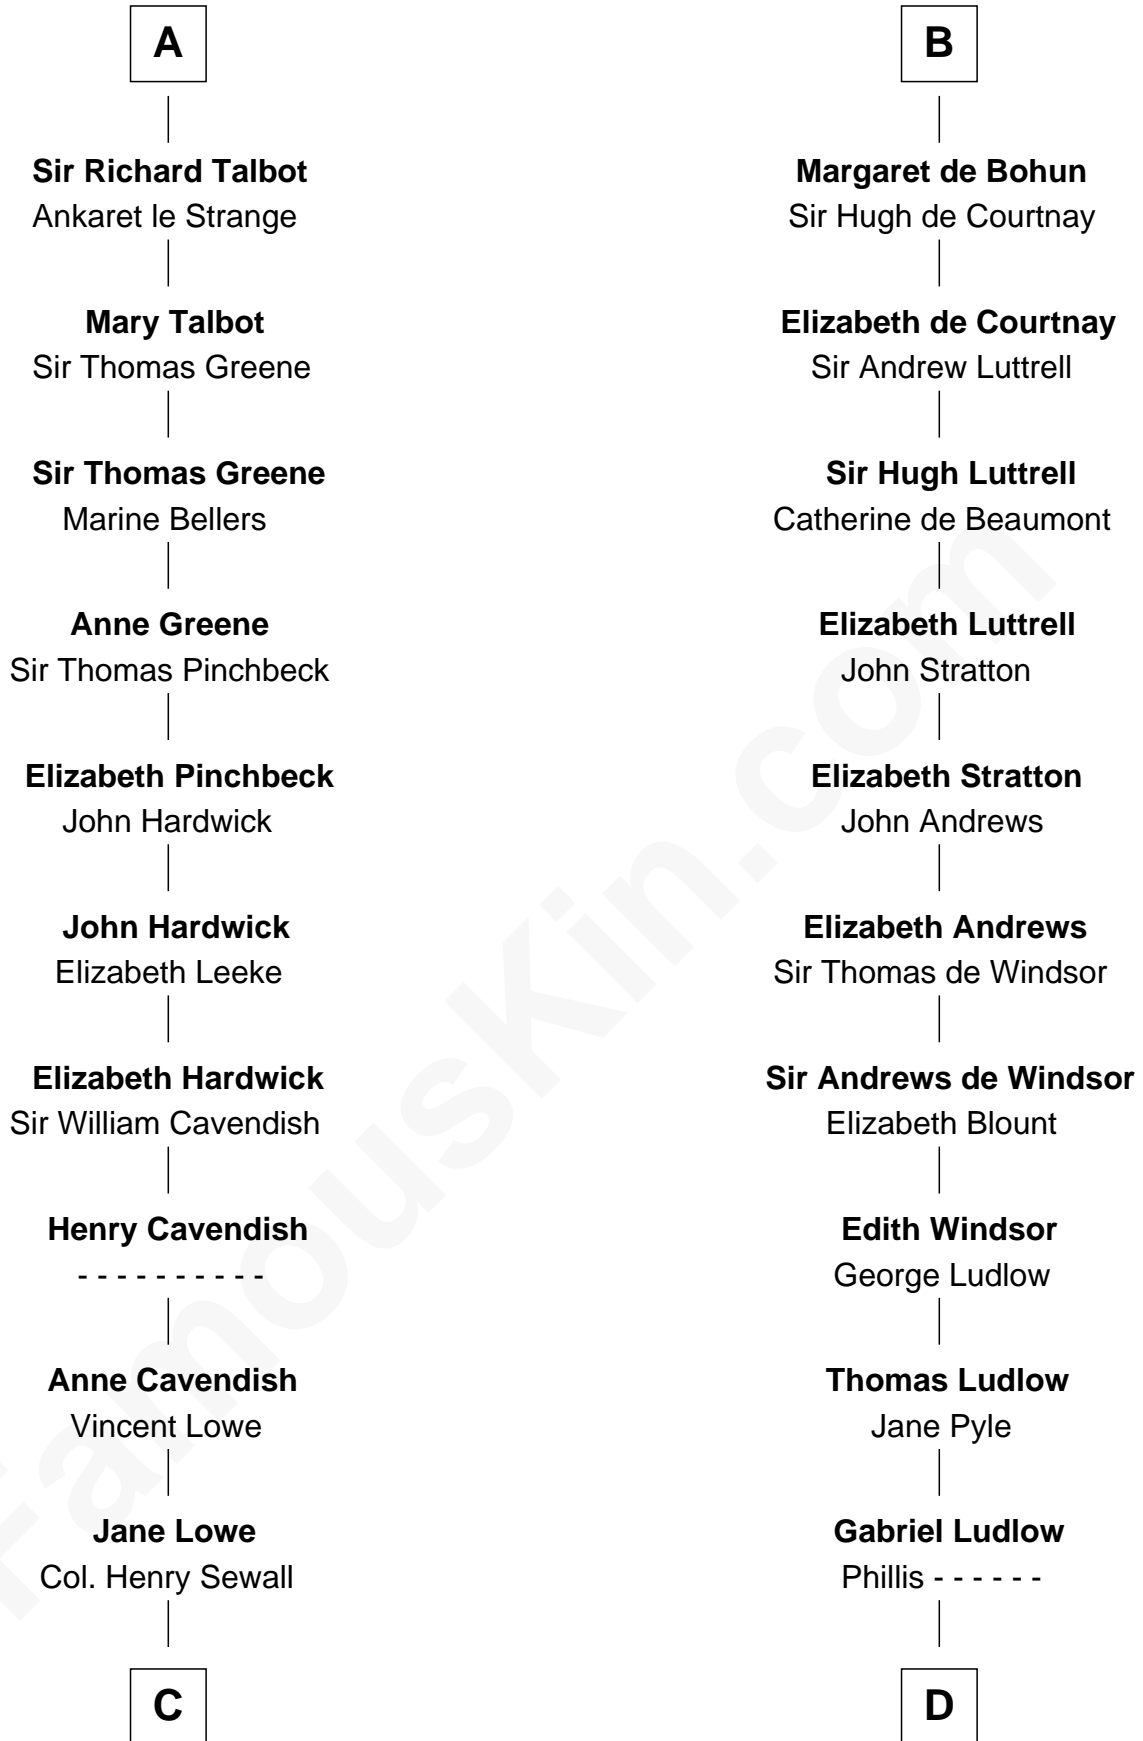 A
Sir Richard Talbot
Ankaret le Strange
Mary Talbot
Sir Thomas Greene
Sir Thomas Greene
Marine Bellers
Anne Greene
Sir Thomas Pinchbeck
Elizabeth Pinchbeck
John Hardwick
John Hardwick
Elizabeth Leeke
Elizabeth Hardwick
Sir William Cavendish
Henry Cavendish
- - - - - - - - - -
Anne Cavendish
Vincent Lowe
Jane Lowe
Col. Henry Sewall
C
B
Margaret de Bohun
Sir Hugh de Courtnay
Elizabeth de Courtnay
Sir Andrew Luttrell
Sir Hugh Luttrell
Catherine de Beaumont
Elizabeth Luttrell
John Stratton
Elizabeth Stratton
John Andrews
Elizabeth Andrews
Sir Thomas de Windsor
Sir Andrews de Windsor
Elizabeth Blount
Edith Windsor
George Ludlow
Thomas Ludlow
Jane Pyle
Gabriel Ludlow
Phillis - - - - - -
D
FamousKin.com